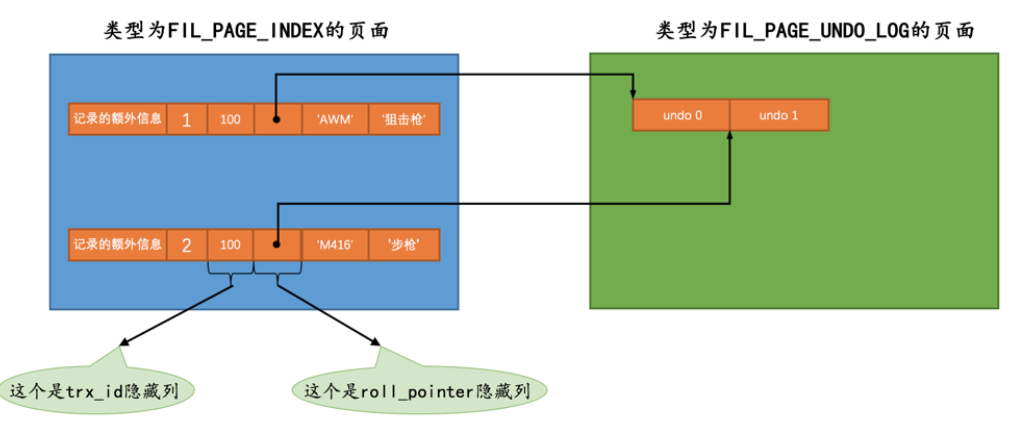 类型为FIL_PAGE_INDEX的页面 类型为FIL_PAGE_UNDO_LOG的页面
记录的额外信息 1 100 'AWM' '狙击枪'
undo 0 undo 1
记录的额外信息 2 100 'M416' '步枪'
这个是trx_id隐藏列 这个是roll_pointer隐藏列